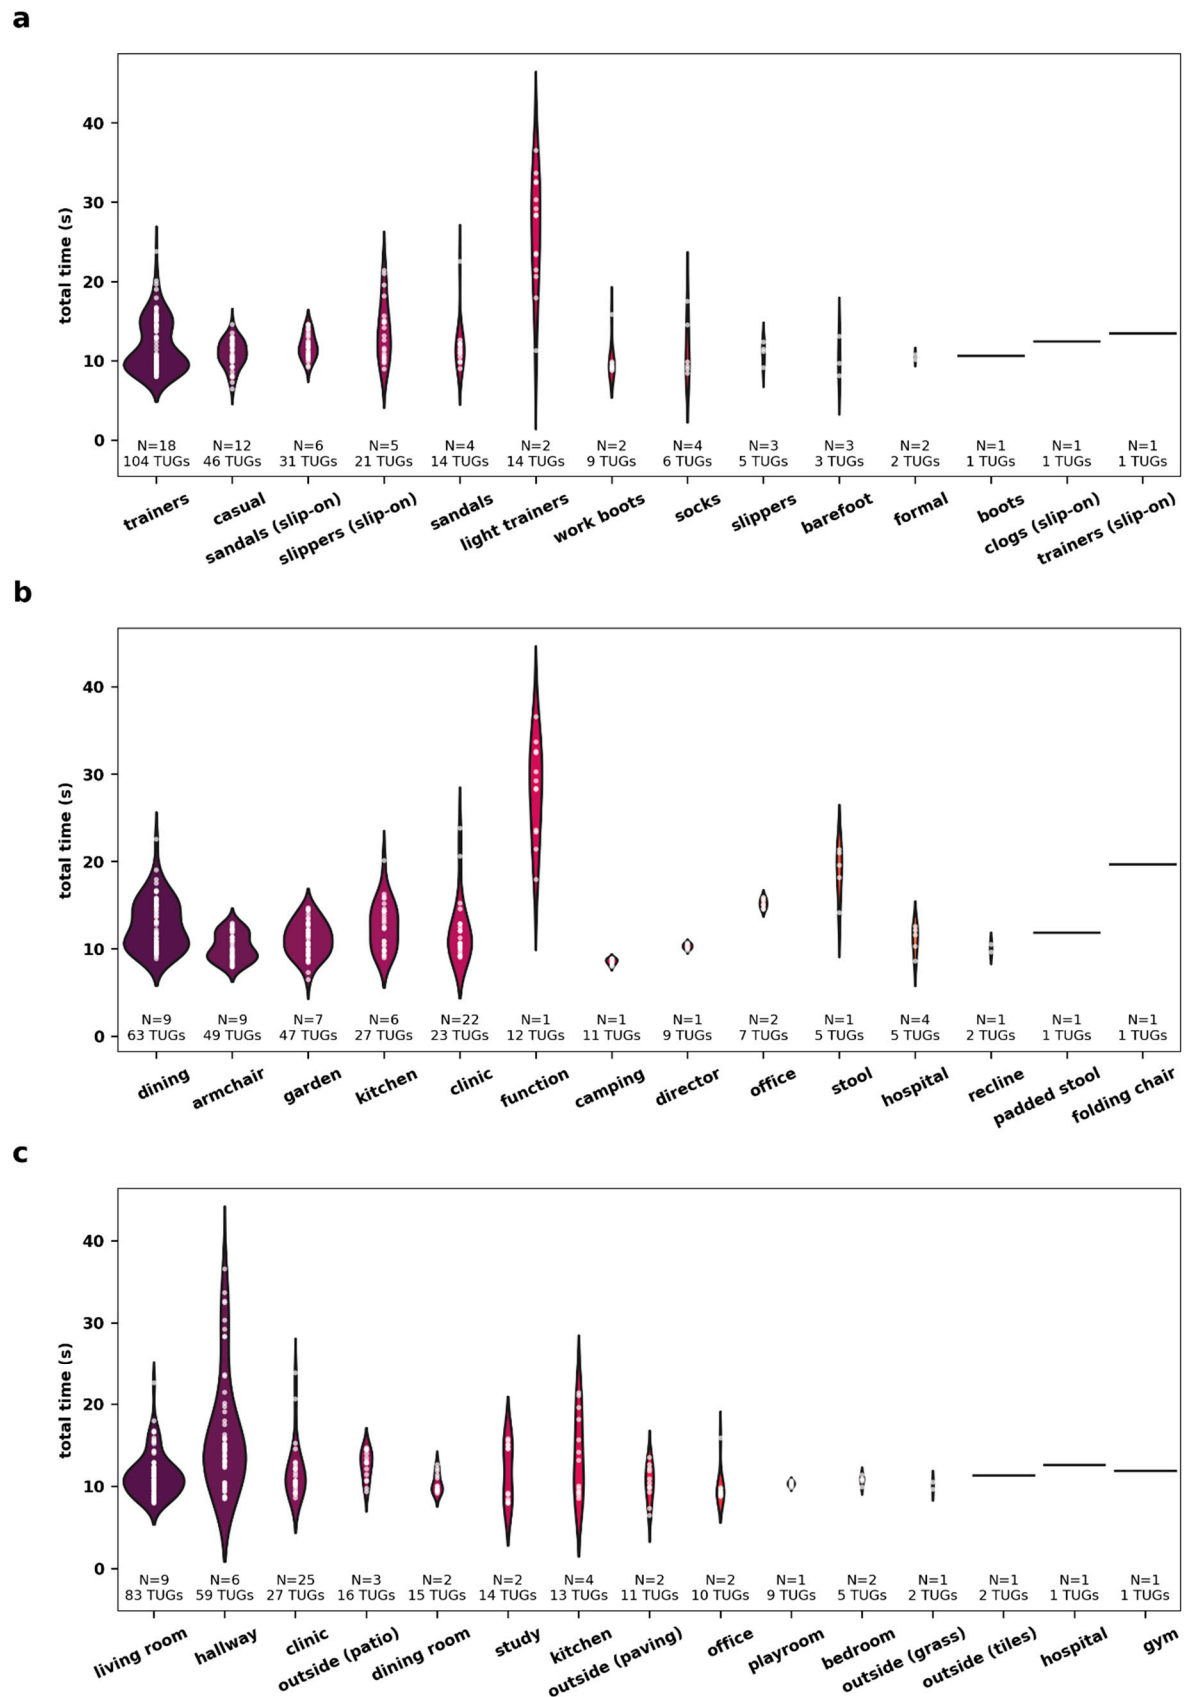 a
total time (s)
40
30
20
10
0
N=18 N=12 N=6 N=5 N=4 N=2 N=2 N=4 N=3 N=3 N=2 N=1 N=1 N=1
104 TUGs 46 TUGs 31 TUGs 21 TUGs 14 TUGs 14 TUGs 9 TUGs 6 TUGs 5 TUGs 3 TUGs 2 TUGs 1 TUGs 1 TUGs 1 TUGs
trainers casual sandals (slip-on) slippers (slip-on) sandals light trainers work boots socks slippers barefoot formal boots clogs (slip-on) trainers (slip-on)
b
total time (s)
40
30
20
10
0
N=9 N=9 N=7 N=6 N=22 N=1 N=1 N=1 N=2 N=1 N=4 N=1 N=1 N=1
63 TUGs 49 TUGs 47 TUGs 27 TUGs 23 TUGs 12 TUGs 11 TUGs 9 TUGs 7 TUGs 5 TUGs 5 TUGs 2 TUGs 1 TUGs 1 TUGs
dining armchair garden kitchen clinic function camping director office stool hospital recline padded stool folding chair
c
total time (s)
40
30
20
10
0
N=9 N=6 N=25 N=3 N=2 N=2 N=4 N=2 N=2 N=1 N=2 N=1 N=1 N=1 N=1
83 TUGs 59 TUGs 27 TUGs 16 TUGs 15 TUGs 14 TUGs 13 TUGs 11 TUGs 10 TUGs 9 TUGs 5 TUGs 2 TUGs 2 TUGs 1 TUGs 1 TUGs
living room hallway clinic outside (patio) dining room study kitchen outside (paving) office playroom bedroom outside (grass) outside (tiles) hospital gym